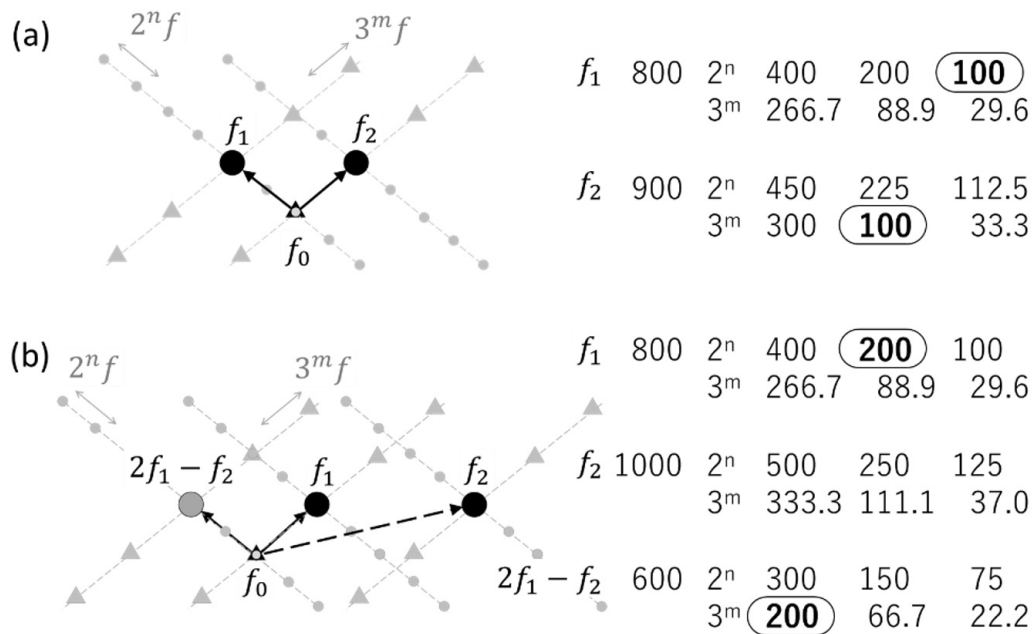 (a)
2ⁿf
3ᵐf
f₁
f₂
f₀
f₁ 800 2ⁿ 400 200 100
3ᵐ 266.7 88.9 29.6
f₂ 900 2ⁿ 450 225 112.5
3ᵐ 300 100 33.3
(b)
2ⁿf
3ᵐf
2f₁ − f₂
f₁
f₂
f₀
f₁ 800 2ⁿ 400 200 100
3ᵐ 266.7 88.9 29.6
f₂ 1000 2ⁿ 500 250 125
3ᵐ 333.3 111.1 37.0
2f₁ − f₂ 600 2ⁿ 300 150 75
3ᵐ 200 66.7 22.2